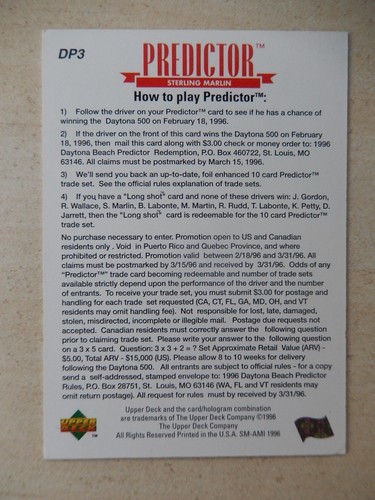 DP3
PREDICTOR™
STERLING MARLIN
How to play Predictor™:
1) Follow the driver on your Predictor™ card to see if he has a chance of
winning the Daytona 500 on February 18, 1996.
2) If the driver on the front of this card wins the Daytona 500 on February
18, 1996, then mail this card along with $3.00 check or money order to: 1996
Daytona Beach Predictor Redemption, P.O. Box 460722, St. Louis, MO
63146. All claims must be postmarked by March 15, 1996.
3) We'll send you back an up-to-date, foil enhanced 10 card Predictor™
trade set. See the official rules explanation of trade sets.
4) If you have a "Long shot" card and none of these drivers win: J. Gordon,
R. Wallace, S. Marlin, B. Labonte, M. Martin, R. Rudd, T. Labonte, K. Petty, D.
Jarrett, then the "Long shot" card is redeemable for the 10 card Predictor™
trade set.
No purchase necessary to enter. Promotion open to US and Canadian
residents only . Void in Puerto Rico and Quebec Province, and where
prohibited or restricted. Promotion valid between 2/18/96 and 3/31/96. All
claims must be postmarked by 3/15/96 and received by 3/31/96. Odds of any
"Predictor™" trade card becoming redeemable and number of trade sets
available strictly depend upon the performance of the driver and the number
of entrants. To receive your trade set, you must submit $3.00 for postage and
handling for each trade set requested (CA, CT, FL, GA, MD, OH, and VT
residents may omit handling fee). Not responsible for lost, late, damaged,
stolen, misdirected, incomplete or illegible mail. Postage due requests not
accepted. Canadian residents must correctly answer the following question
prior to claiming trade set. Please write your answer to the following question
on a 3 x 5 card. Question: 3 x 3 + 2 = ? Set Approximate Retail Value (ARV) -
$5.00, Total ARV - $15,000 (US). Please allow 8 to 10 weeks for delivery
following the Daytona 500. All entrants are subject to official rules - for a copy
send a self-addressed, stamped envelope to: 1996 Daytona Beach Predictor
Rules, P.O. Box 28751, St. Louis, MO 63146 (WA, FL and VT residents may
omit return postage). All request for rules must by received by 3/31/96.
Upper Deck and the card/hologram combination
are trademarks of The Upper Deck Company ©1996
The Upper Deck Company
All Rights Reserved Printed in the U.S.A. SM-AMI 1996
UPPER
DECK
™